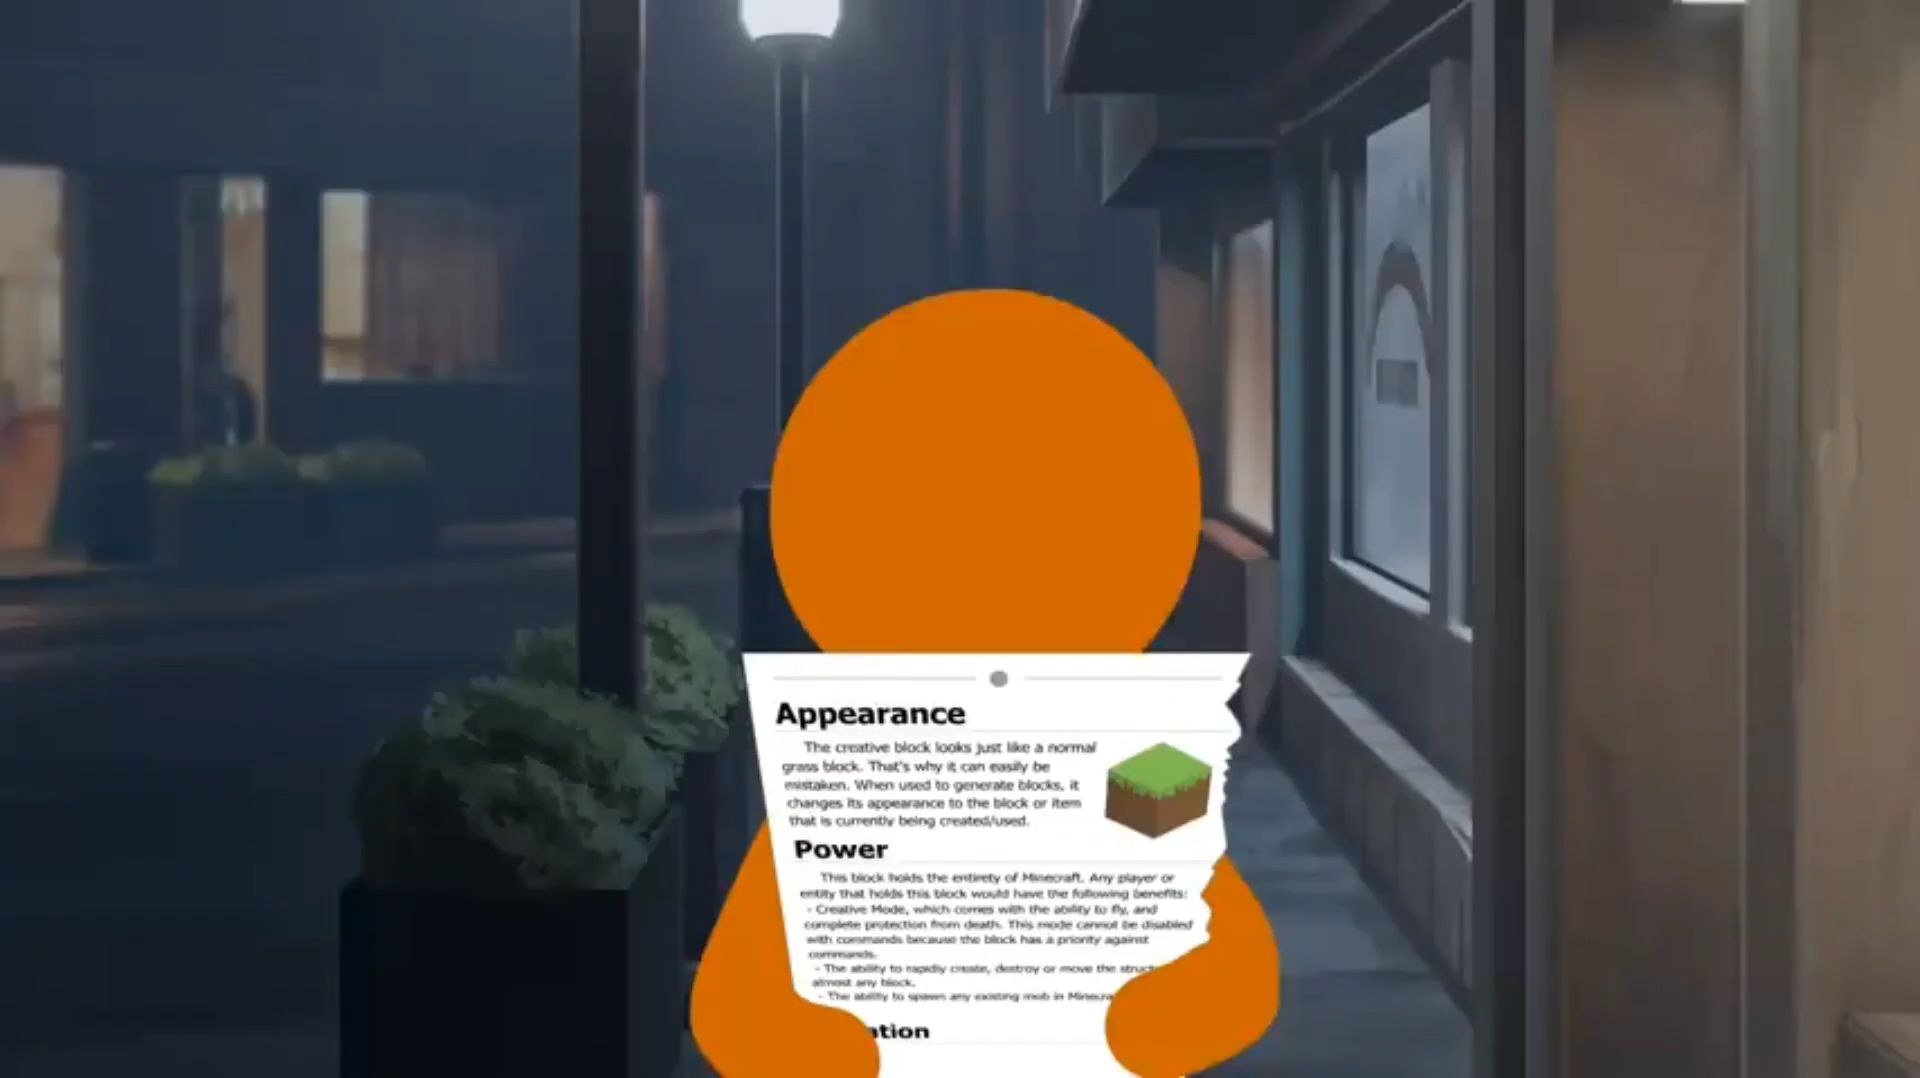 Appearance
The creative block looks just like a normal
grass block. That's why it can easily be
mistaken. When used to generate blocks, it
changes its appearance to the block or item
that is currently being created/used.
Power
This block holds the entirety of Minecraft. Any player or
entity that holds this block would have the following benefits:
- Creative Mode, which comes with the ability to fly, and
complete protection from death. This mode cannot be disabled
with commands because the block has a priority against
commands.
- The ability to rapidly create, destroy or move the
almost any block.
- The ability to spawn any existing mob in